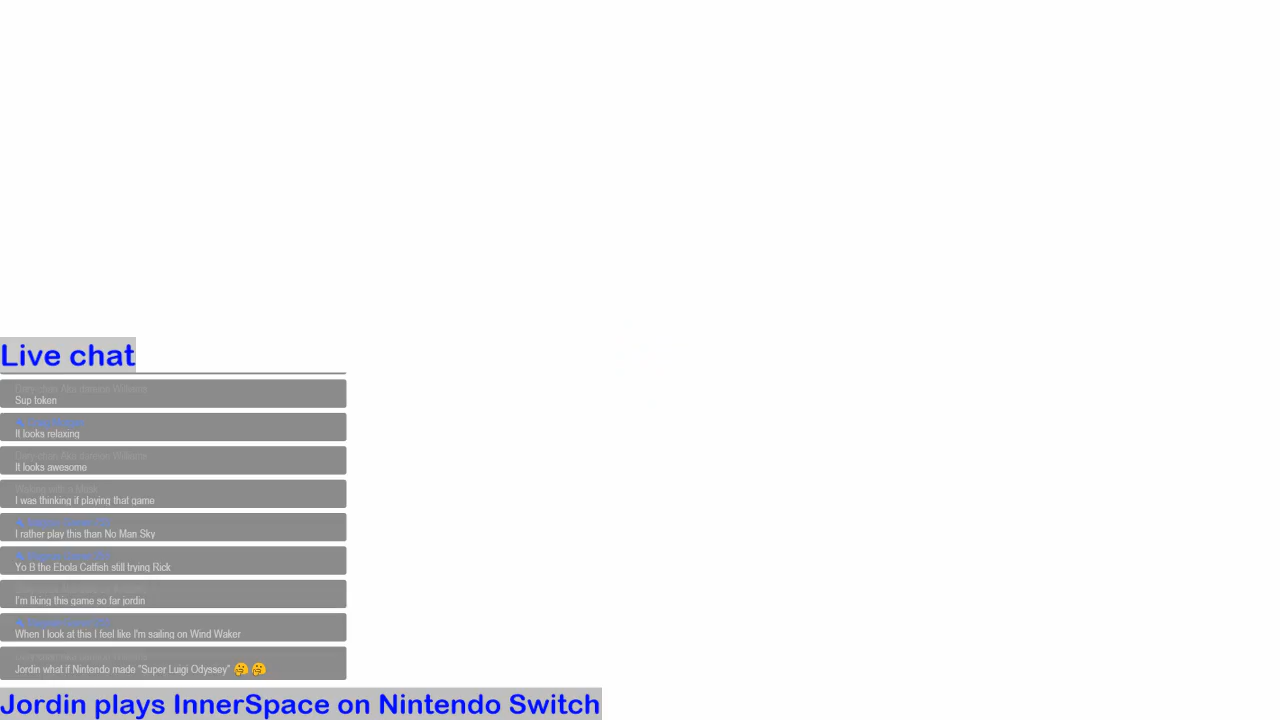 Live chat
Sup token
It looks relaxing
It looks awesome
I was thinking if playing that game
I rather play this than No Man Sky
Yo B the Ebola Catfish still trying Rick
I'm liking this game so far jordin
When I look at this I feel like I'm sailing on Wind Waker
Jordin what if Nintendo made "Super Luigi Odyssey" 🤔 🤔
Jordin plays InnerSpace on Nintendo Switch